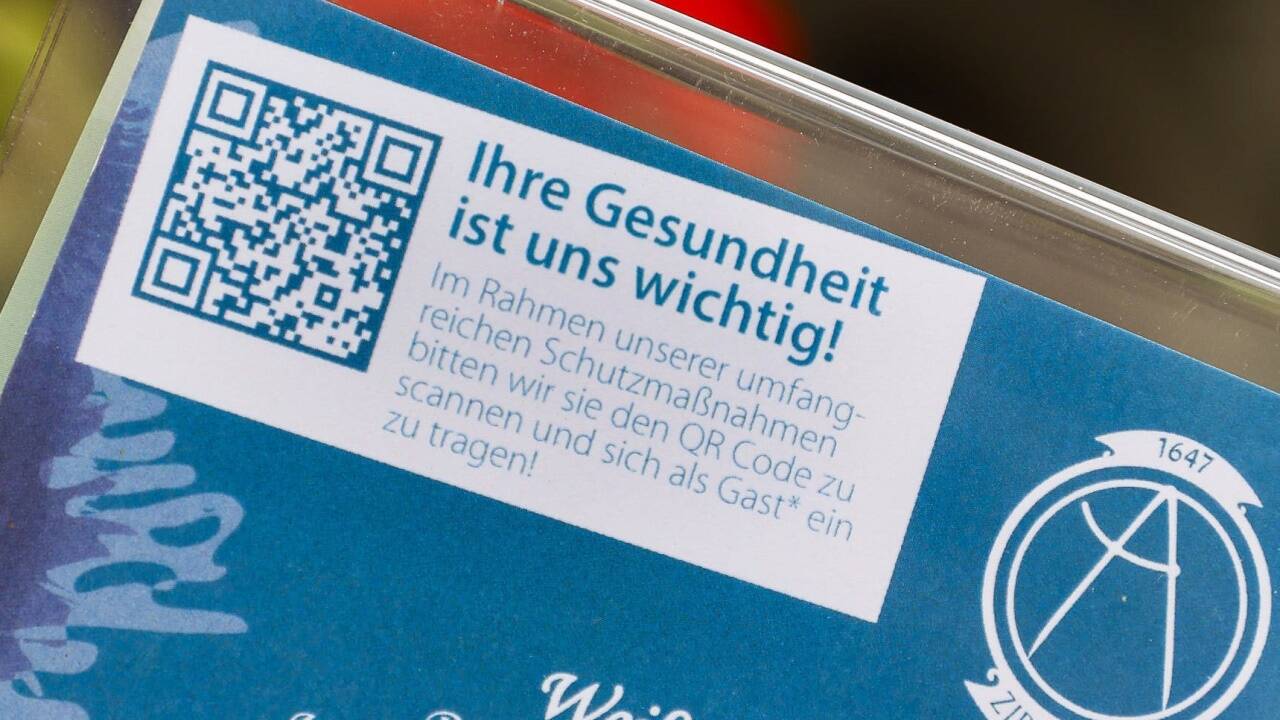 Ihre Gesundheit
ist uns wichtig!
Im Rahmen unserer umfang-
reichen Schutzmaßnahmen
bitten wir sie den QR Code zu
scannen und sich als Gast* ein
zu tragen!
1647